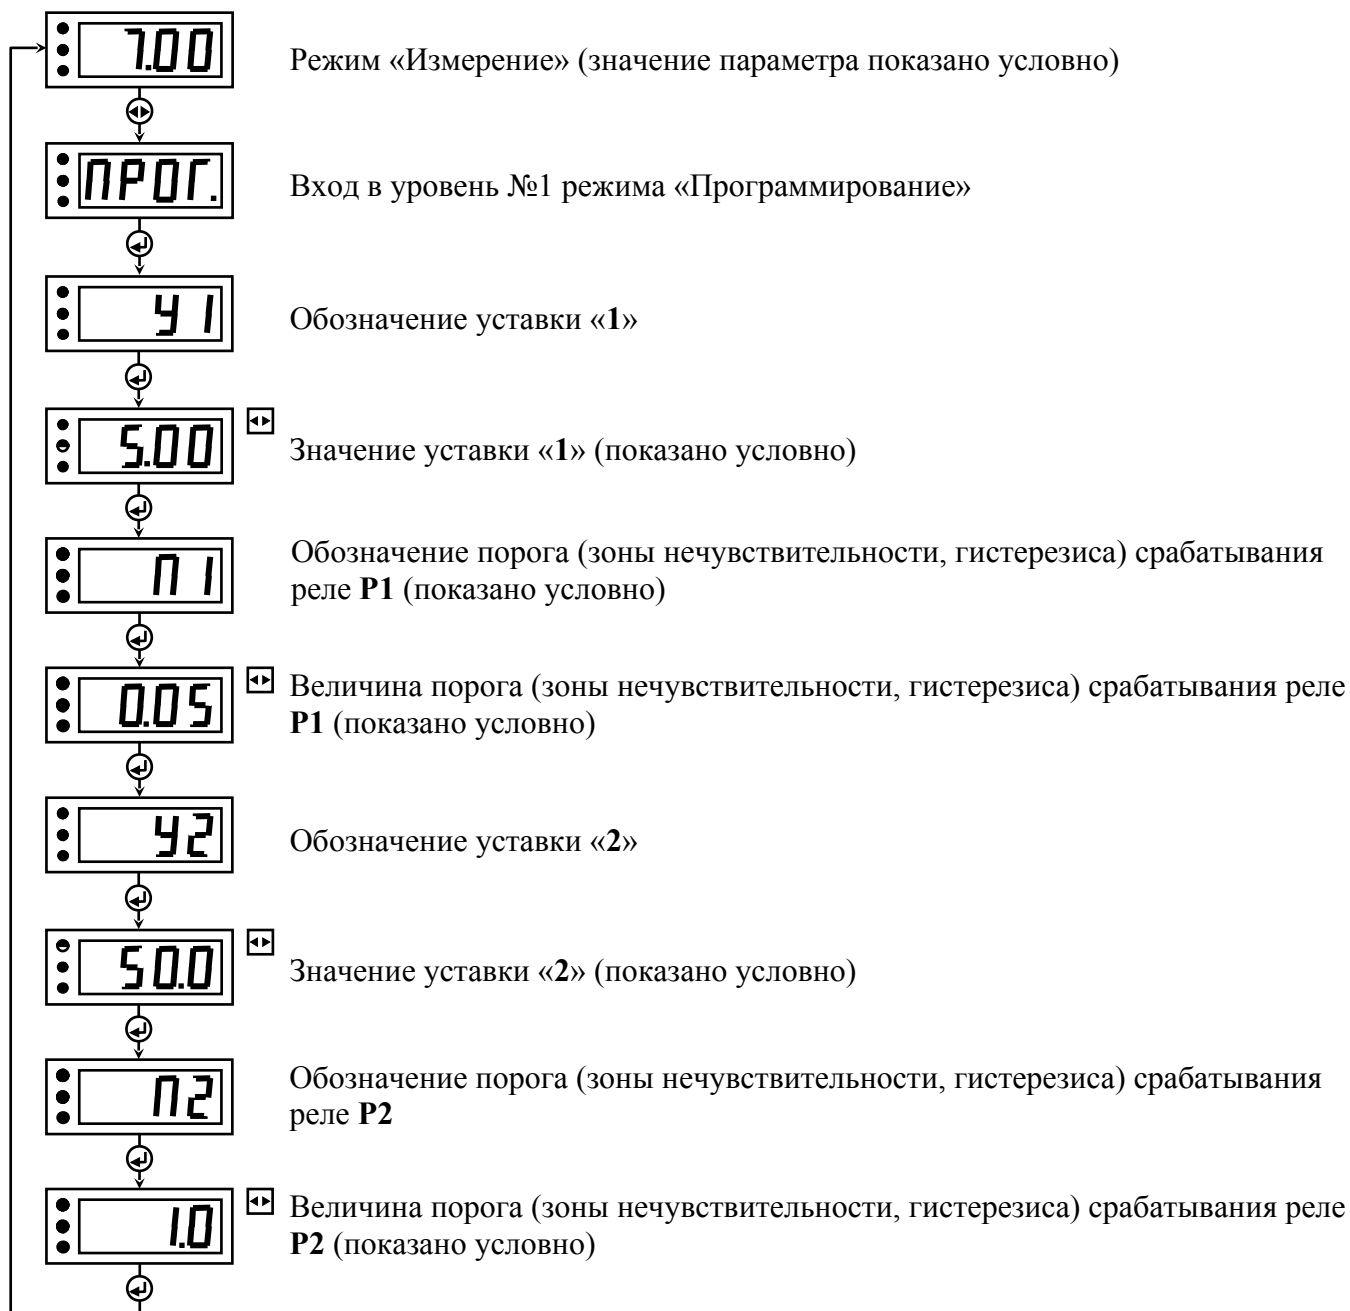 7.00
Режим «Измерение» (значение параметра показано условно)
ПРОГ.
Вход в уровень №1 режима «Программирование»
У1
Обозначение уставки «1»
5.00
Значение уставки «1» (показано условно)
П1
Обозначение порога (зоны нечувствительности, гистерезиса) срабатывания
реле Р1 (показано условно)
0.05
Величина порога (зоны нечувствительности, гистерезиса) срабатывания реле
Р1 (показано условно)
У2
Обозначение уставки «2»
50.0
Значение уставки «2» (показано условно)
П2
Обозначение порога (зоны нечувствительности, гистерезиса) срабатывания
реле Р2
1.0
Величина порога (зоны нечувствительности, гистерезиса) срабатывания реле
Р2 (показано условно)